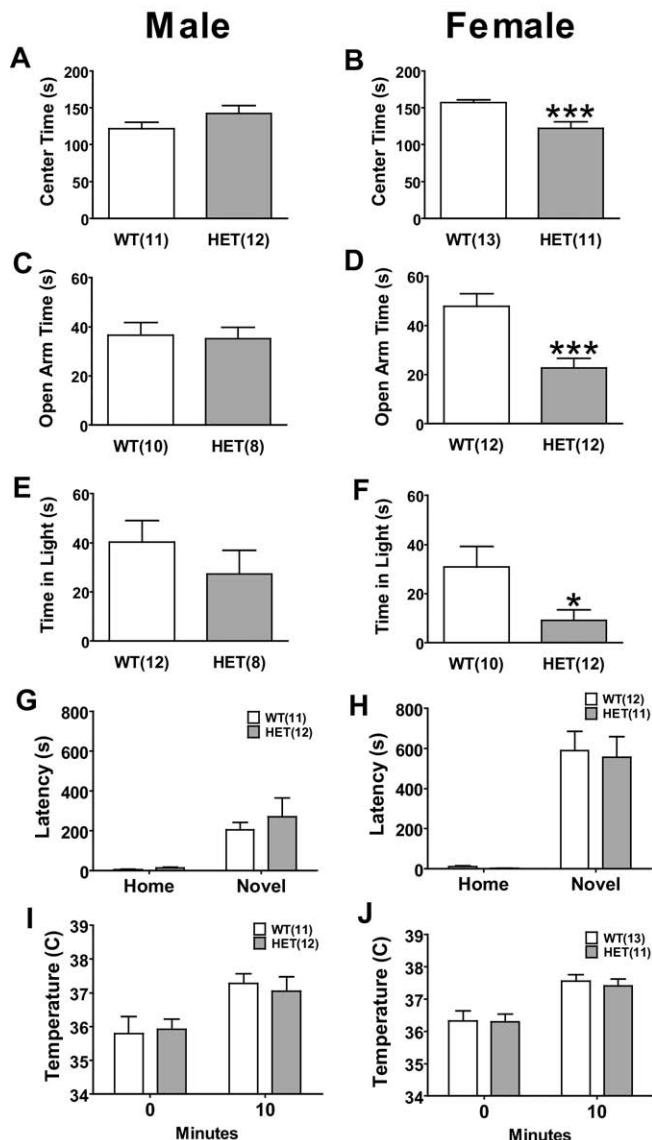 Male Female
A B
Center Time (s) Center Time (s)
200 200
150 150
100 100
50 50
0 0
***
WT(11) HET(12) WT(13) HET(11)
C D
Open Arm Time (s) Open Arm Time (s)
60 60
40 40
20 20
0 0
***
WT(10) HET(8) WT(12) HET(12)
E F
Time in Light (s) Time in Light (s)
60 60
40 40
20 20
0 0
*
WT(12) HET(8) WT(10) HET(12)
G H
WT(11) WT(12)
HET(12) HET(11)
Latency (s) Latency (s)
800 800
600 600
400 400
200 200
0 0
Home Novel Home Novel
I J
WT(11) WT(13)
HET(12) HET(11)
Temperature (C) Temperature (C)
39 39
38 38
37 37
36 36
35 35
34 34
0 10 0 10
Minutes Minutes